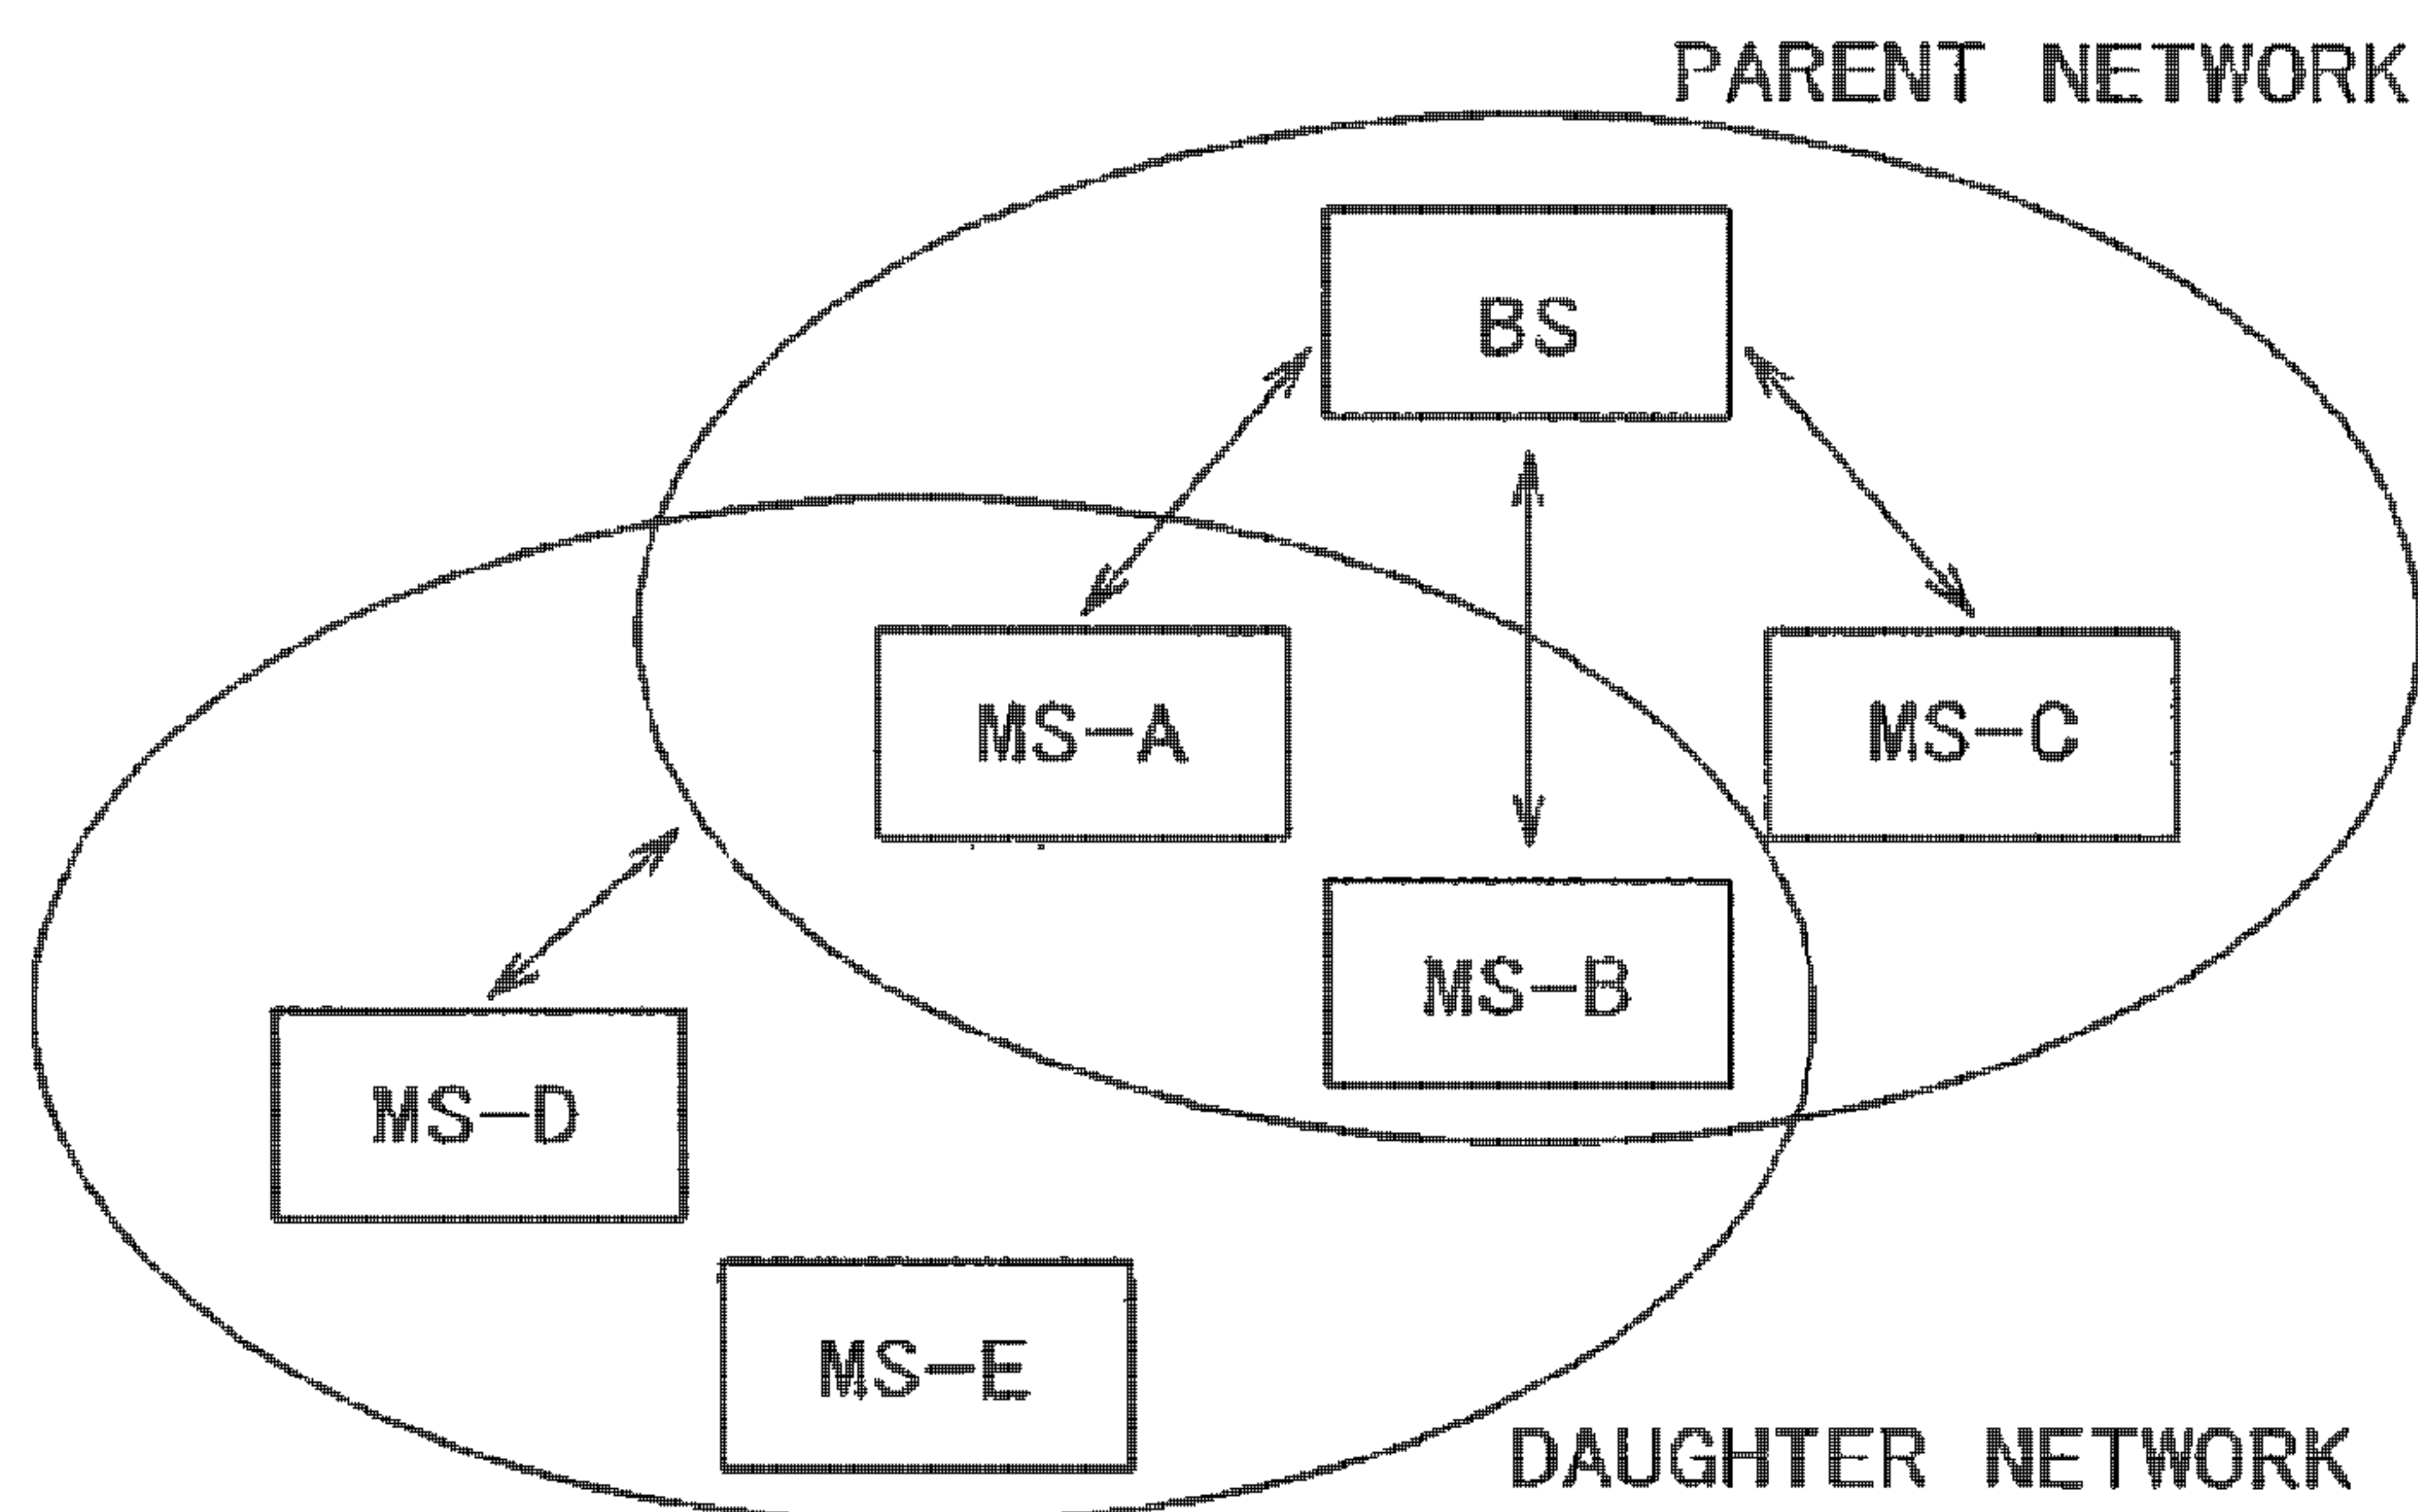 PARENT NETWORK
BS
MS-A
MS-C
MS-B
MS-D
MS-E
DAUGHTER NETWORK